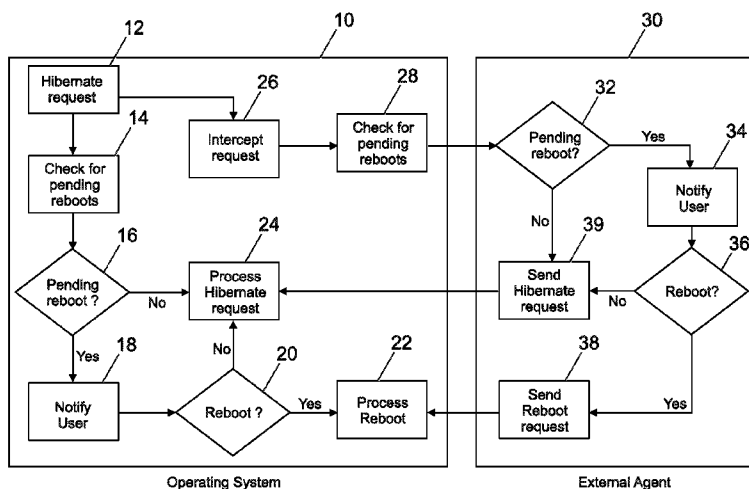 12
10
30
Hibernate
request
26
28
32
Intercept
request
Check for
pending
reboots
Pending
reboot?
Yes
34
14
Check for
pending
reboots
Notify
User
No
16
24
39
36
Pending
reboot ?
No
Process
Hibernate
request
Send
Hibernate
request
No
Reboot?
Yes
18
No
20
22
38
Yes
Notify
User
Reboot ?
Yes
Process
Reboot
Send
Reboot
request
Operating System
External Agent